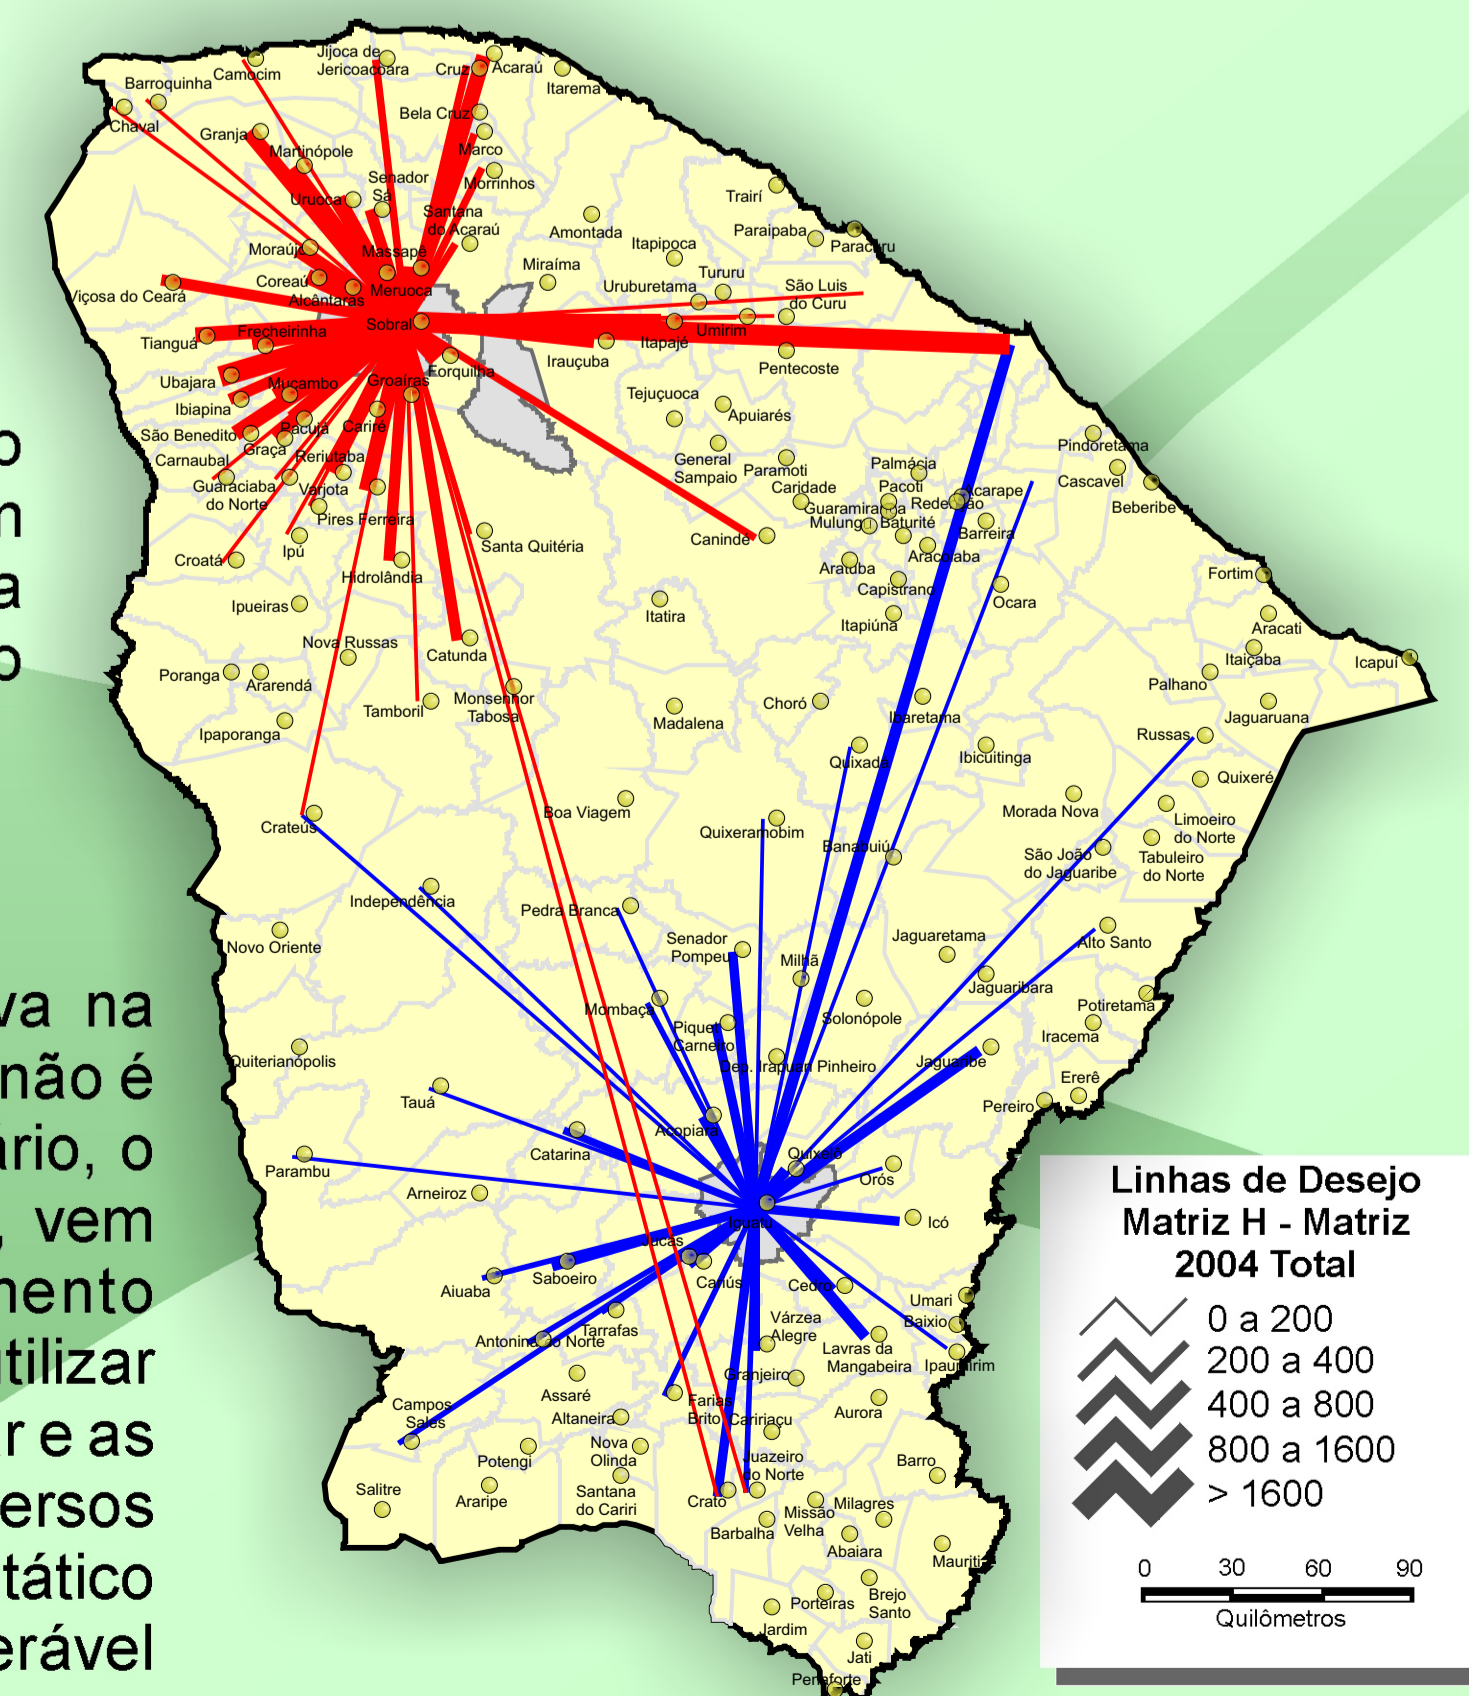 Jijoca de
Jericoacoara
Cruz
Acaraú
Itarema
Camocim
Barroquinha
Chaval
Bela Cruz
Granja
Martinópole
Marco
Senador
Sá
Morrinhos
Uruoca
Santana
do Acaraú
Trairí
Amontada
Paraipaba
Paracuru
Itapipoca
Moraújo
Massapê
Miraíma
Tururu
Coreaú
Meruoca
Uruburetama
São Luis
do Curu
Viçosa do Ceará
Alcântaras
Sobral
Frecheirinha
Umirim
Tianguá
Itapajé
Irauçuba
Pentecoste
Forquilha
Ubajara
Mucambo
Groaíras
Tejuçuoca
Ibiapina
Apuiarés
São Benedito
Pacujá
Cariré
Graça
Pindoretama
Carnaubal
Reriutaba
General
Sampaio
Paramoti
Palmácia
Cascavel
Guaraciaba
do Norte
Varjota
Caridade
Pacoti
Acarape
Redenção
Beberibe
Guaramiranga
Pires Ferreira
Mulungu
Baturité
Barreira
Canindé
Santa Quitéria
Ipú
Croatá
Aracoiaba
Aratuba
Hidrolândia
Capistrano
Fortim
Ipueiras
Itatira
Ocara
Itapiúna
Aracati
Nova Russas
Catunda
Itaiçaba
Icapuí
Poranga
Ararendá
Palhano
Tamboril
Monsenhor
Tabosa
Madalena
Choró
Ibaretama
Jaguaruana
Ipaporanga
Russas
Quixadá
Ibicuitinga
Quixeré
Crateús
Boa Viagem
Quixeramobim
Morada Nova
Limoeiro
do Norte
Banabuiú
São João
do Jaguaribe
Tabuleiro
do Norte
Independência
Pedra Branca
Novo Oriente
Senador
Pompeu
Jaguaretama
Alto Santo
Milhã
Jaguaribara
Mombaça
Potiretama
Solonópole
Piquet
Carneiro
Iracema
Quiterianópolis
Dep. Irapuan Pinheiro
Jaguaribe
Ererê
Tauá
Pereiro
Acopiara
Catarina
Quixelô
Parambu
Orós
Arneiroz
Iguatu
Icó
Jucás
Saboeiro
Cariús
Cedro
Aiuaba
Umari
Baixio
Várzea
Alegre
Tarrafas
Antonina do Norte
Lavras da
Mangabeira
Ipaumirim
Granjeiro
Assaré
Campos
Sales
Farias
Brito
Altaneira
Caririaçu
Aurora
Potengi
Nova
Olinda
Juazeiro
do Norte
Barro
Salitre
Araripe
Santana
do Cariri
Crato
Missão
Velha
Milagres
Barbalha
Abaiara
Mauriti
Porteiras
Brejo
Santo
Jardim
Jati
Penaforte
o
m
a
o
va na
não é
ário, o
, vem
nento
utilizar
r e as
ersos
tático
erável
Linhas de Desejo
Matriz H - Matriz
2004 Total
0 a 200
200 a 400
400 a 800
800 a 1600
> 1600
0 30 60 90
Quilômetros